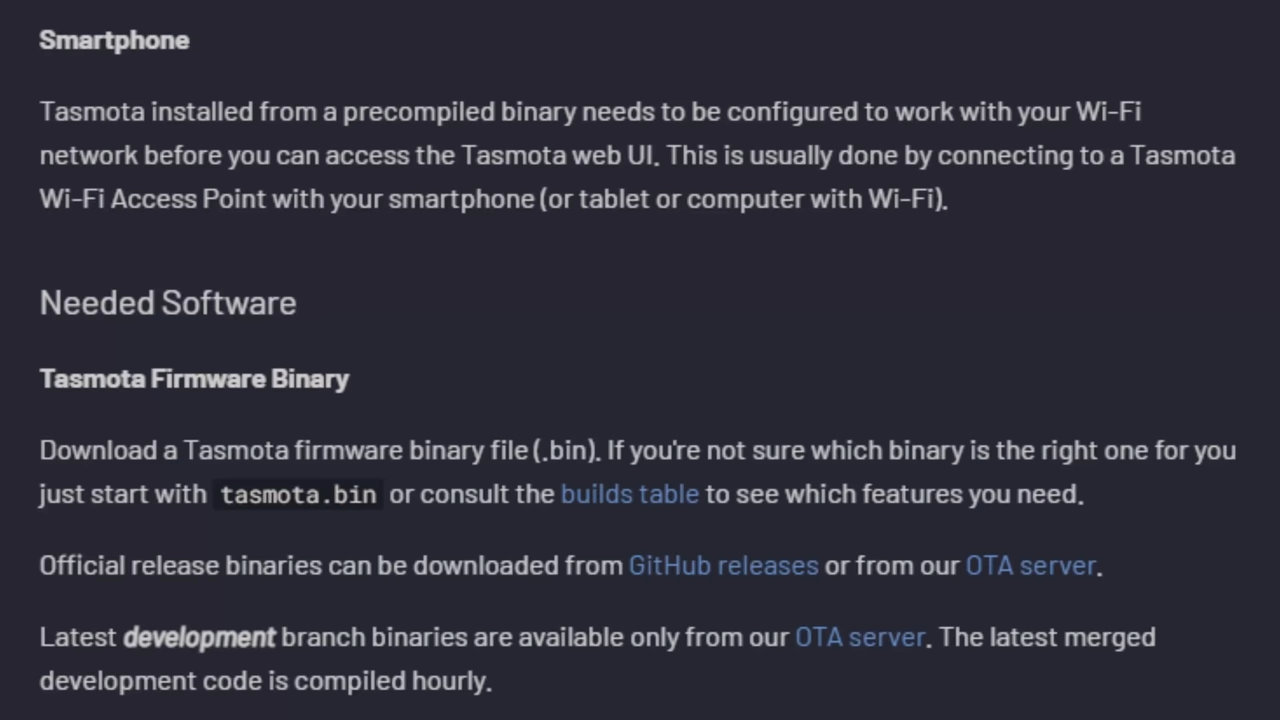 Smartphone
Tasmota installed from a precompiled binary needs to be configured to work with your Wi-Fi
network before you can access the Tasmota web UI. This is usually done by connecting to a Tasmota
Wi-Fi Access Point with your smartphone (or tablet or computer with Wi-Fi).
Needed Software
Tasmota Firmware Binary
Download a Tasmota firmware binary file (.bin). If you're not sure which binary is the right one for you
just start with tasmota.bin or consult the builds table to see which features you need.
Official release binaries can be downloaded from GitHub releases or from our OTA server.
Latest development branch binaries are available only from our OTA server. The latest merged
development code is compiled hourly.